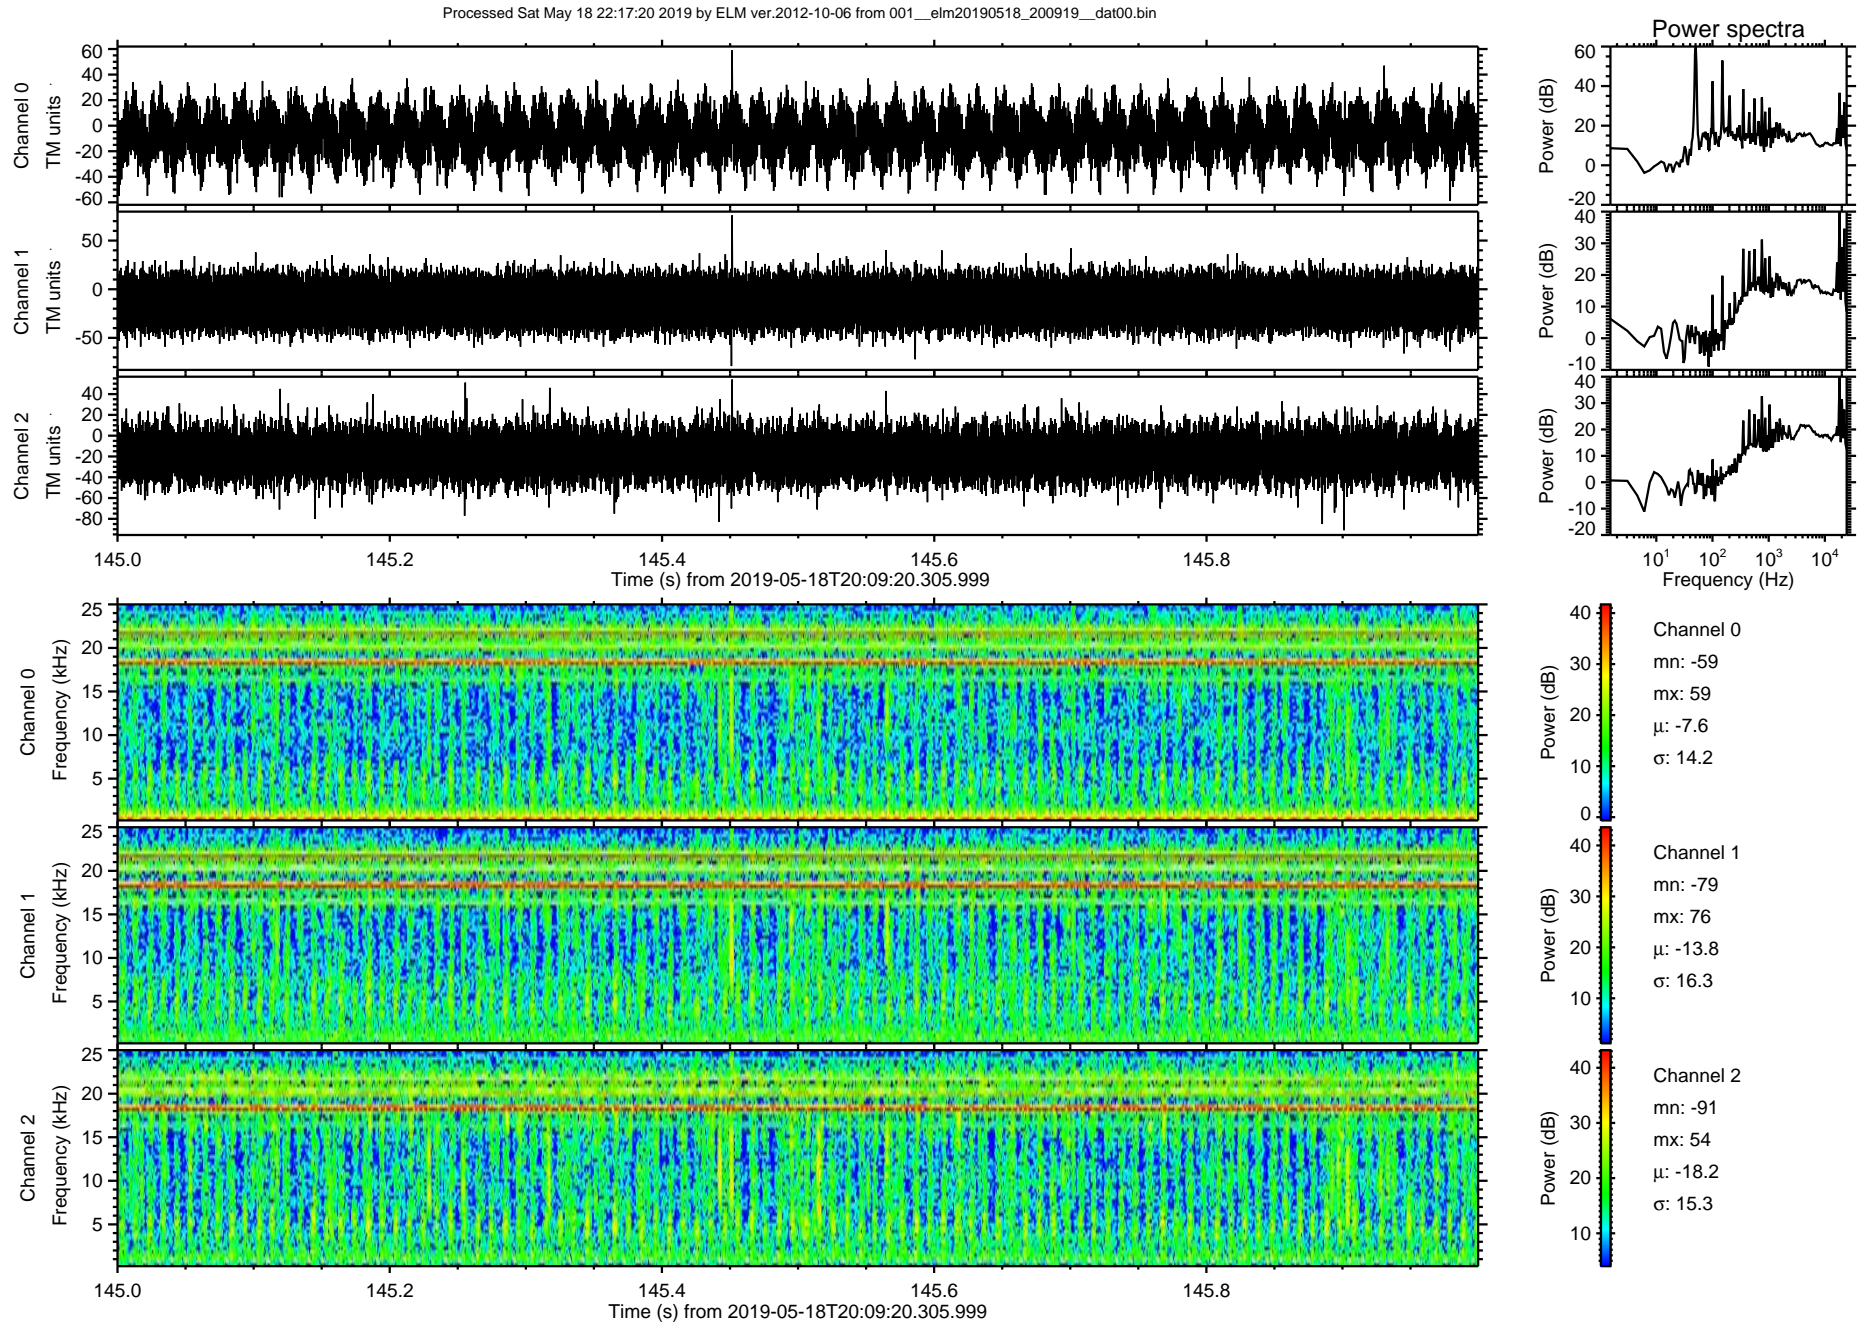 Processed Sat May 18 22:17:20 2019 by ELM ver.2012-10-06 from 001__elm20190518_200919__dat00.bin
Power spectra
Channel 0
TM units
60
40
20
0
-20
-40
-60
Power (dB)
60
40
20
0
-20
Channel 1
TM units
50
0
-50
Power (dB)
40
30
20
10
0
-10
Channel 2
TM units
40
20
0
-20
-40
-60
-80
Power (dB)
40
30
20
10
0
-10
-20
145.0 145.2 145.4 145.6 145.8
Time (s) from 2019-05-18T20:09:20.305.999
10^1 10^2 10^3 10^4
Frequency (Hz)
Channel 0
Frequency (kHz)
25
20
15
10
5
Power (dB)
40
30
20
10
0
Channel 0
mn: -59
mx: 59
μ: -7.6
σ: 14.2
Channel 1
Frequency (kHz)
25
20
15
10
5
Power (dB)
40
30
20
10
Channel 1
mn: -79
mx: 76
μ: -13.8
σ: 16.3
Channel 2
Frequency (kHz)
25
20
15
10
5
Power (dB)
40
30
20
10
Channel 2
mn: -91
mx: 54
μ: -18.2
σ: 15.3
145.0 145.2 145.4 145.6 145.8
Time (s) from 2019-05-18T20:09:20.305.999